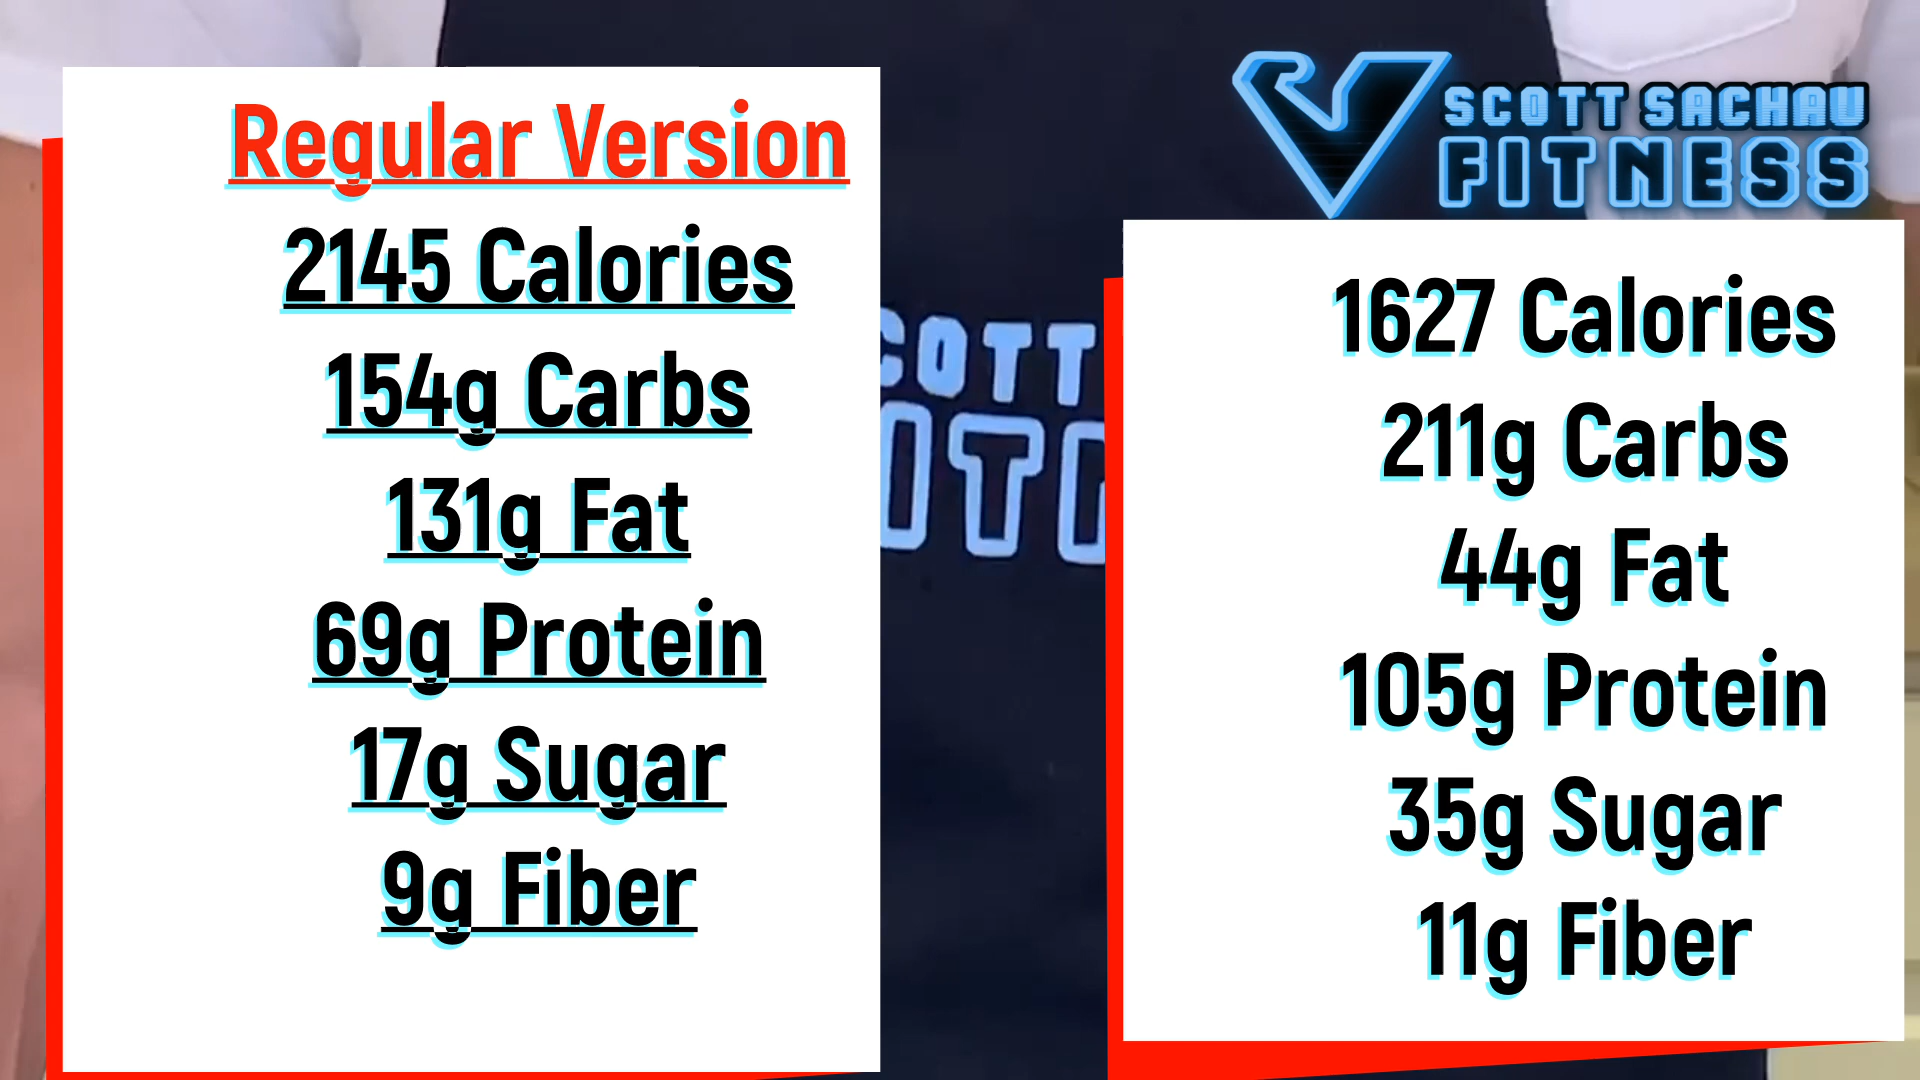 Regular Version
2145 Calories
154g Carbs
131g Fat
69g Protein
17g Sugar
9g Fiber
SCOTT SACHAU
FITNESS
1627 Calories
211g Carbs
44g Fat
105g Protein
35g Sugar
11g Fiber